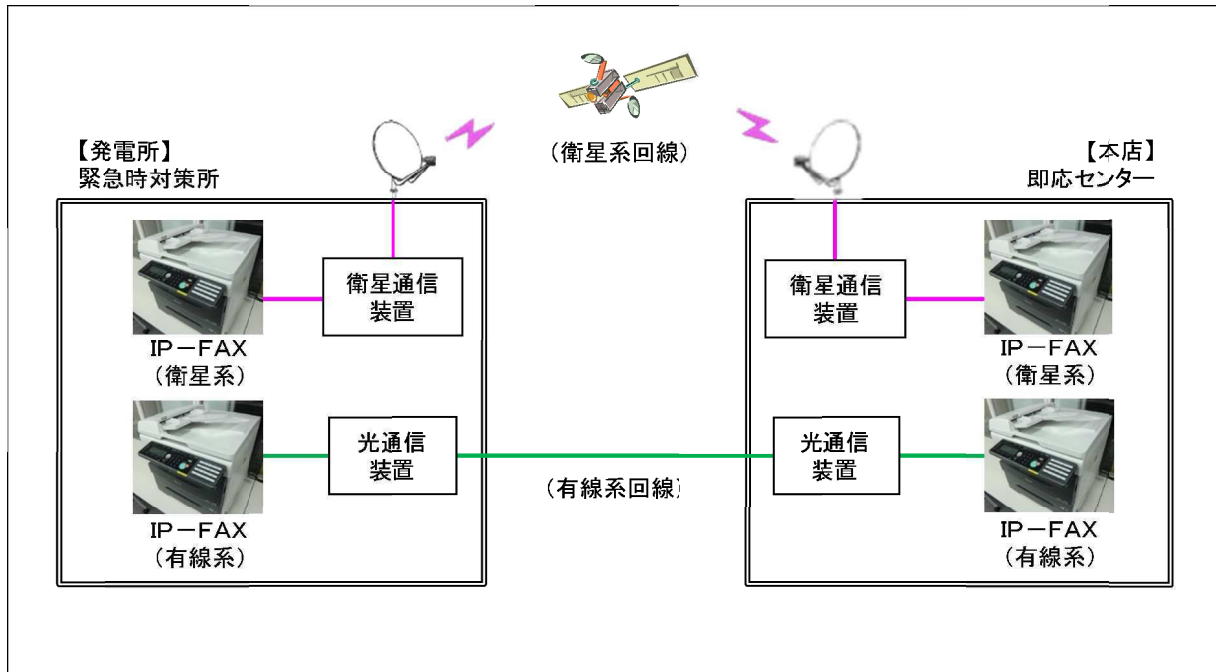 【発電所】
緊急時対策所
(衛星系回線)
【本店】
即応センター
衛星通信
装置
IP－FAX
(衛星系)
衛星通信
装置
IP－FAX
(衛星系)
光通信
装置
IP－FAX
(有線系)
(有線系回線)
光通信
装置
IP－FAX
(有線系)